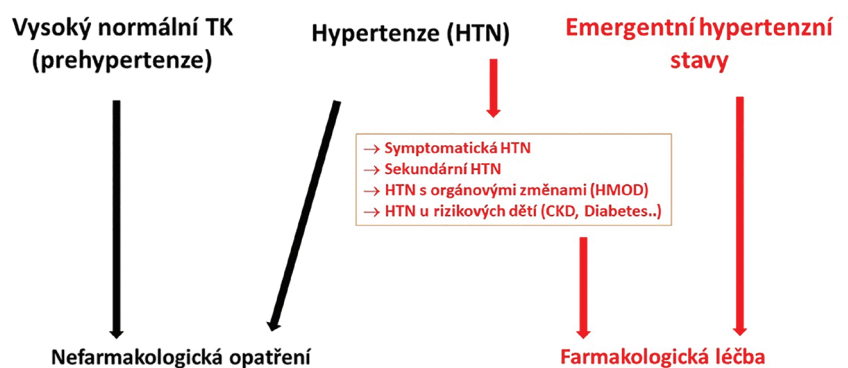 Vysoký normální TK
(prehypertenze)
Hypertenze (HTN)
Emergentní hypertenzní
stavy
→ Symptomatická HTN
→ Sekundární HTN
→ HTN s orgánovými změnami (HMOD)
→ HTN u rizikových dětí (CKD, Diabetes..)
Nefarmakologická opatření
Farmakologická léčba